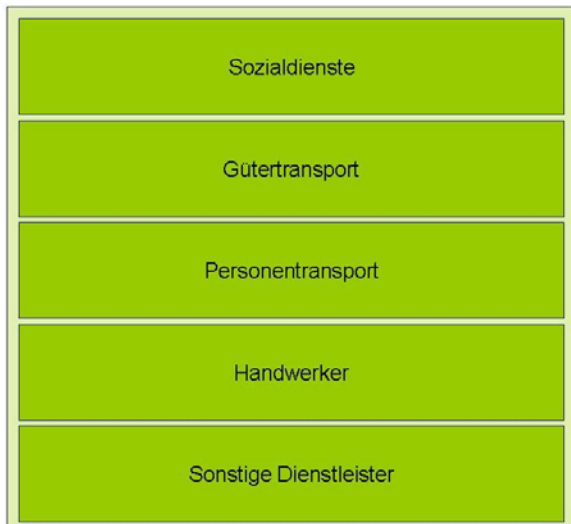 Sozialdienste
Gütertransport
Personentransport
Handwerker
Sonstige Dienstleister